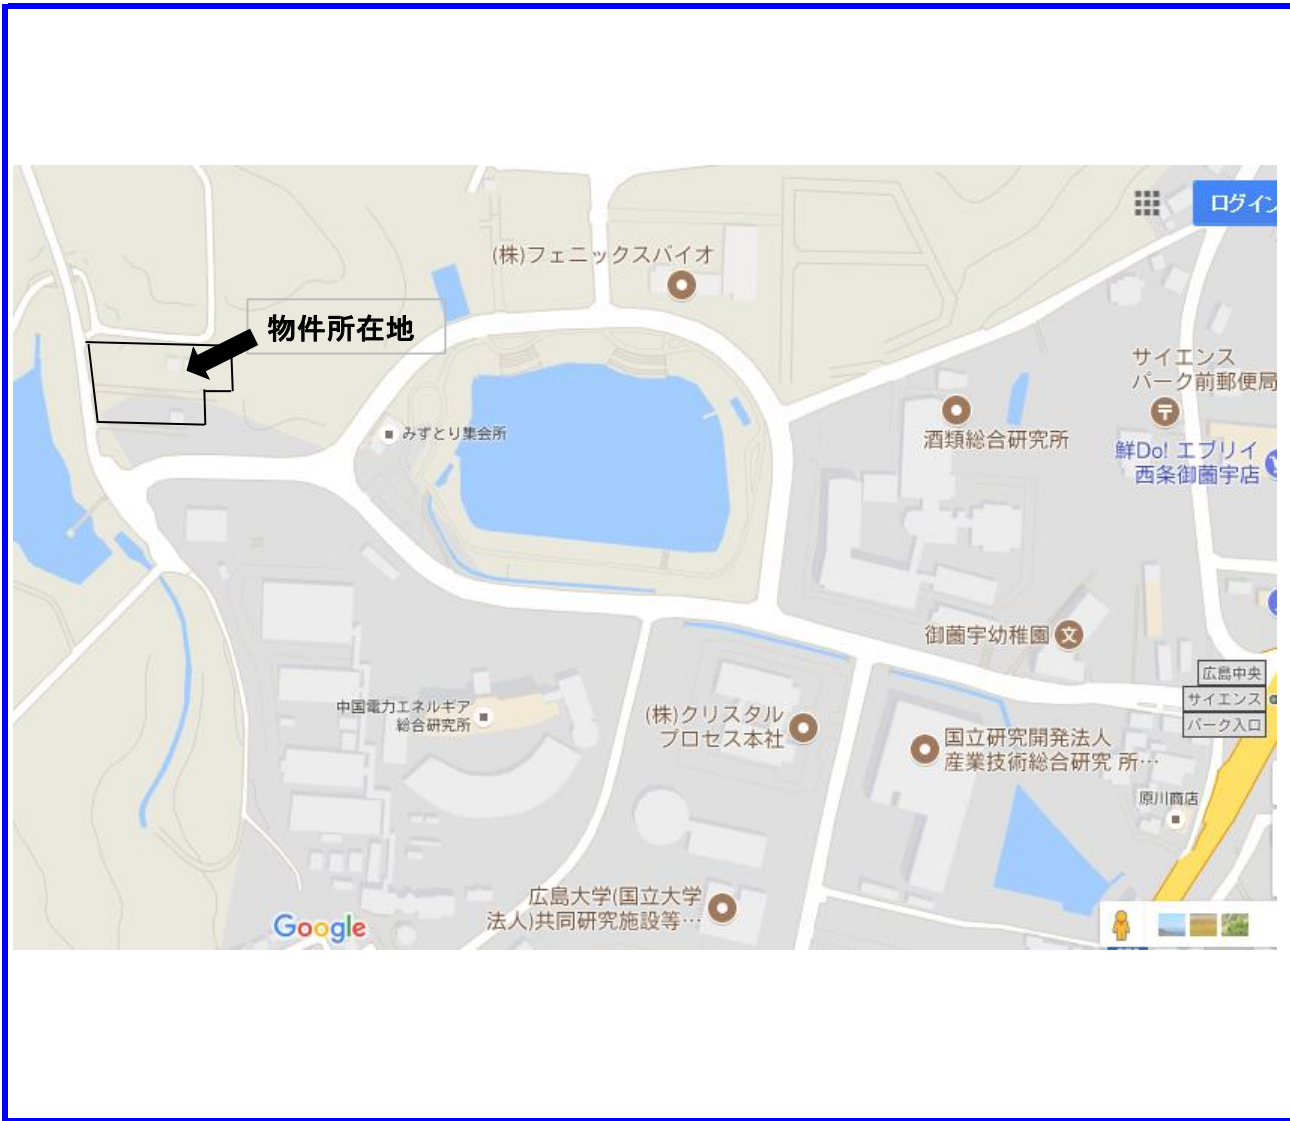 ログイン
(株)フェニックスバイオ
物件所在地
サイエンス
パーク前郵便局
みずとり集会所
酒類総合研究所
鮮Do! エブリイ
西条御薗宇店
御薗宇幼稚園
文
広島中央
サイエンス
パーク入口
中国電力エネルギア
総合研究所
(株)クリスタル
プロセス本社
国立研究開発法人
産業技術総合研究 所…
原川商店
広島大学(国立大学
法人)共同研究施設等…
Google